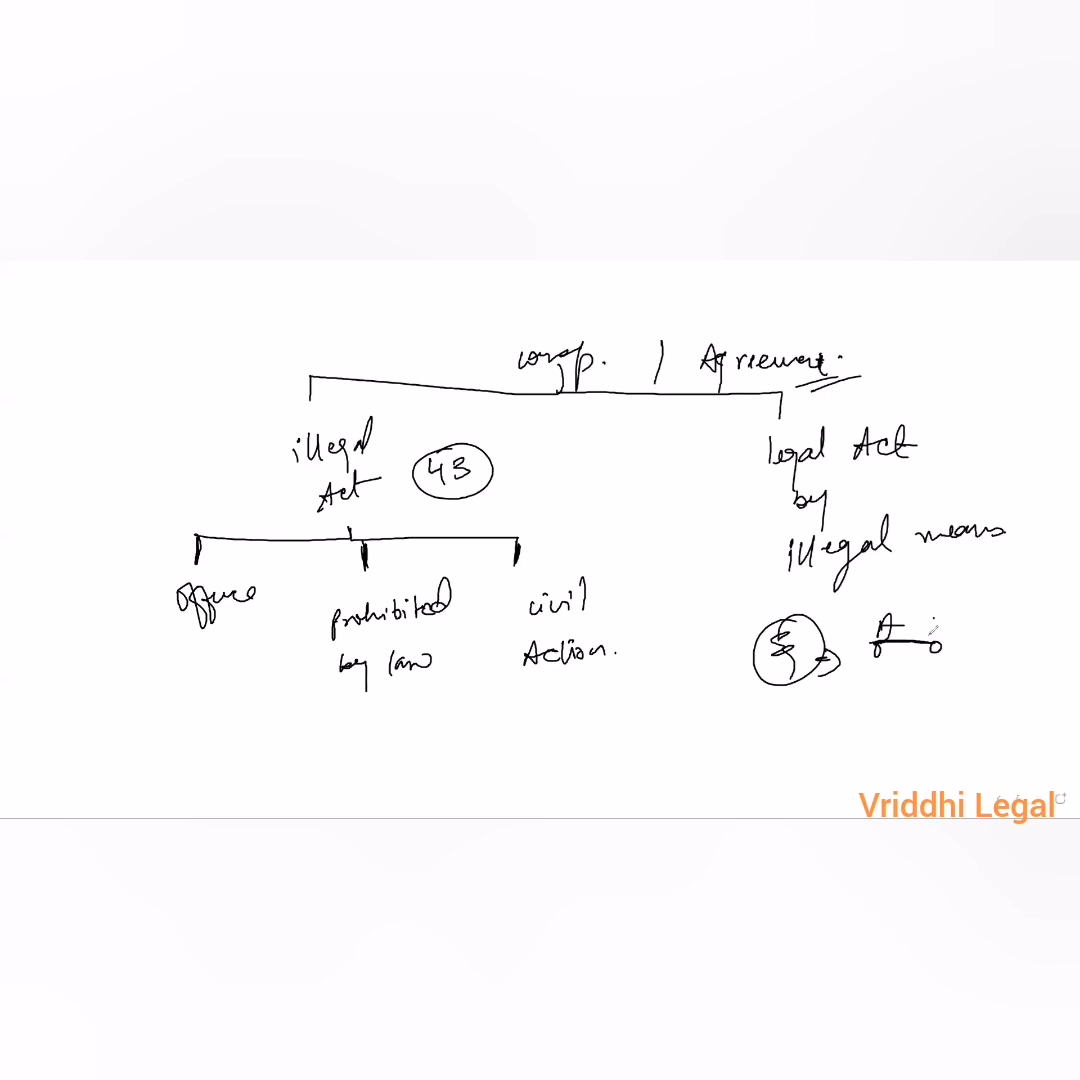 consp. / Agreement.
illegal
Act
43
legal Act
by
illegal means
offence
prohibited
by law
civil
Action.
₹
A
Vriddhi Legal